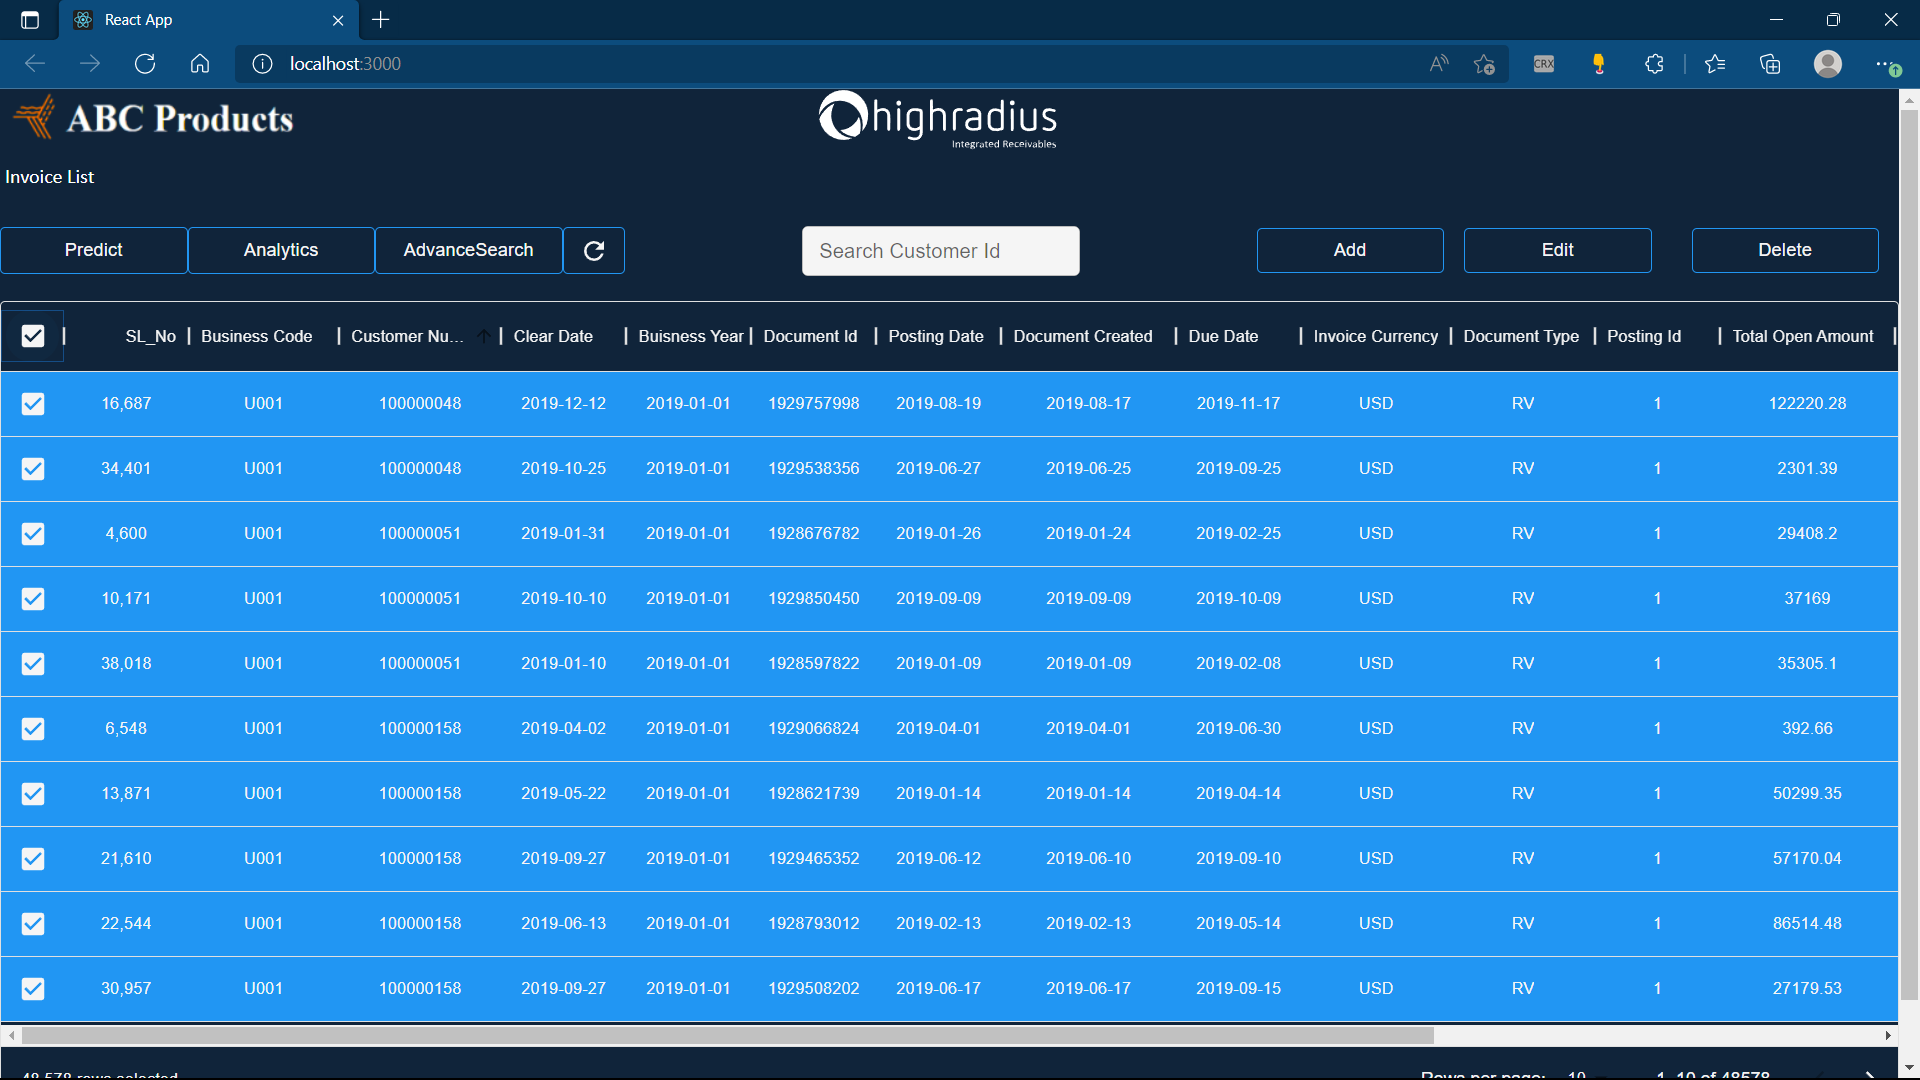 React App
localhost:3000
CRX
ABC Products
highradius
Integrated Receivables
Invoice List
Predict Analytics AdvanceSearch Search Customer Id Add Edit Delete
SL_No Business Code Customer Nu... Clear Date Buisness Year Document Id Posting Date Document Created Due Date Invoice Currency Document Type Posting Id Total Open Amount
16,687 U001 100000048 2019-12-12 2019-01-01 1929757998 2019-08-19 2019-08-17 2019-11-17 USD RV 1 122220.28
34,401 U001 100000048 2019-10-25 2019-01-01 1929538356 2019-06-27 2019-06-25 2019-09-25 USD RV 1 2301.39
4,600 U001 100000051 2019-01-31 2019-01-01 1928676782 2019-01-26 2019-01-24 2019-02-25 USD RV 1 29408.2
10,171 U001 100000051 2019-10-10 2019-01-01 1929850450 2019-09-09 2019-09-09 2019-10-09 USD RV 1 37169
38,018 U001 100000051 2019-01-10 2019-01-01 1928597822 2019-01-09 2019-01-09 2019-02-08 USD RV 1 35305.1
6,548 U001 100000158 2019-04-02 2019-01-01 1929066824 2019-04-01 2019-04-01 2019-06-30 USD RV 1 392.66
13,871 U001 100000158 2019-05-22 2019-01-01 1928621739 2019-01-14 2019-01-14 2019-04-14 USD RV 1 50299.35
21,610 U001 100000158 2019-09-27 2019-01-01 1929465352 2019-06-12 2019-06-10 2019-09-10 USD RV 1 57170.04
22,544 U001 100000158 2019-06-13 2019-01-01 1928793012 2019-02-13 2019-02-13 2019-05-14 USD RV 1 86514.48
30,957 U001 100000158 2019-09-27 2019-01-01 1929508202 2019-06-17 2019-06-17 2019-09-15 USD RV 1 27179.53
48,578 rows selected Rows per page: 10 1-10 of 48578